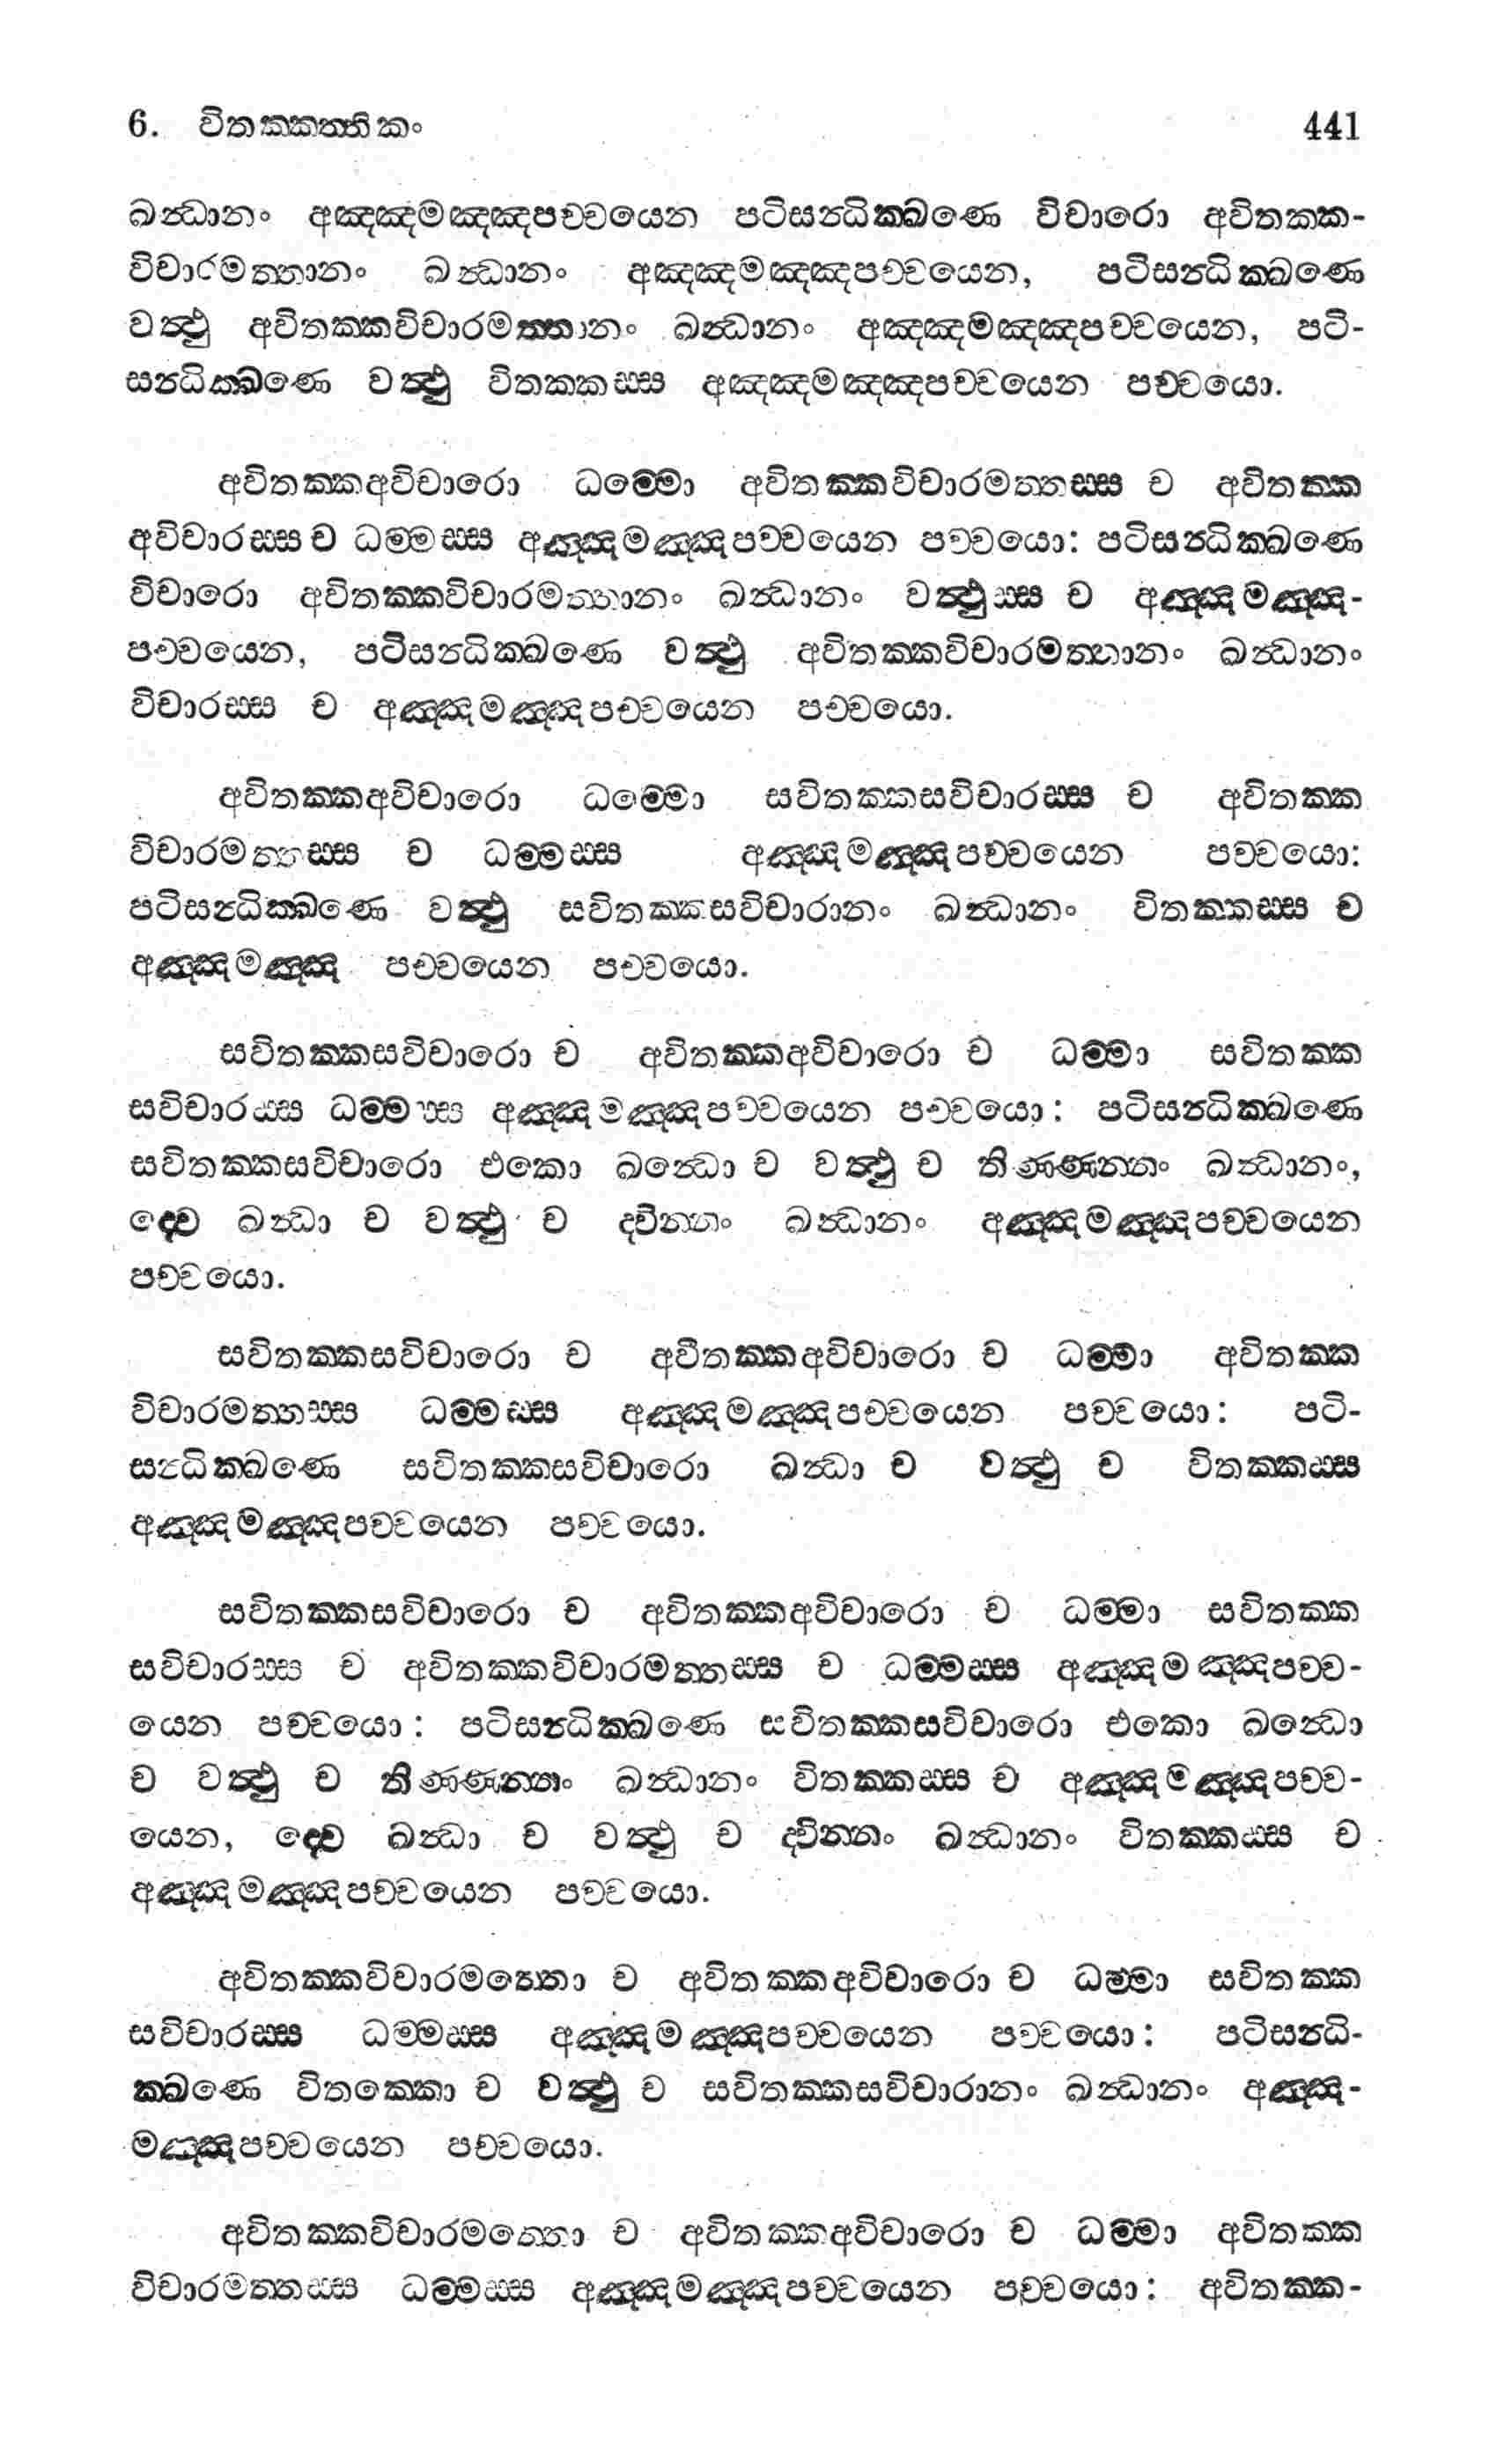 6. විතක්කත්තිකං 441
ඛන්ධානං අඤ්ඤමඤ්ඤපච්චයෙන පටිසන්ධික්ඛණෙ විචාරො අවිතක්ක-
විචාරමත්තානං ඛන්ධානං අඤ්ඤමඤ්ඤපච්චයෙන, පටිසන්ධික්ඛණෙ
වත්ථු අවිතක්කවිචාරමත්තානං ඛන්ධානං අඤ්ඤමඤ්ඤපච්චයෙන, පටි-
සන්ධික්ඛණෙ වත්ථු විතක්කස්ස අඤ්ඤමඤ්ඤපච්චයෙන පච්චයො.
අවිතක්කඅවිචාරො ධම්මො අවිතක්කවිචාරමත්තස්ස ච අවිතක්ක
අවිචාරස්ස ච ධම්මස්ස අඤ්ඤමඤ්ඤපච්චයෙන පච්චයො: පටිසන්ධික්ඛණෙ
විචාරො අවිතක්කවිචාරමත්තානං ඛන්ධානං වත්ථුස්ස ච අඤ්ඤමඤ්ඤ-
පච්චයෙන, පටිසන්ධික්ඛණෙ වත්ථු අවිතක්කවිචාරමත්තානං ඛන්ධානං
විචාරස්ස ච අඤ්ඤමඤ්ඤපච්චයෙන පච්චයො.
අවිතක්කඅවිචාරො ධම්මො සවිතක්කසවිචාරස්ස ච අවිතක්ක
විචාරමත්තස්ස ච ධම්මස්ස අඤ්ඤමඤ්ඤපච්චයෙන පච්චයො:
පටිසන්ධික්ඛණෙ වත්ථු සවිතක්කසවිචාරානං ඛන්ධානං විතක්කස්ස ච
අඤ්ඤමඤ්ඤ පච්චයෙන පච්චයො.
සවිතක්කසවිචාරො ච අවිතක්කඅවිචාරො ච ධම්මා සවිතක්ක
සවිචාරස්ස ධම්මස්ස අඤ්ඤමඤ්ඤපච්චයෙන පච්චයො: පටිසන්ධික්ඛණෙ
සවිතක්කසවිචාරො එකො ඛන්ධො ච වත්ථු ච තිණ්ණන්නං ඛන්ධානං,
ද්වෙ ඛන්ධා ච වත්ථු ච ද්වින්නං ඛන්ධානං අඤ්ඤමඤ්ඤපච්චයෙන
පච්චයො.
සවිතක්කසවිචාරො ච අවිතක්කඅවිචාරො ච ධම්මා අවිතක්ක
විචාරමත්තස්ස ධම්මස්ස අඤ්ඤමඤ්ඤපච්චයෙන පච්චයො: පටි-
සන්ධික්ඛණෙ සවිතක්කසවිචාරො ඛන්ධා ච වත්ථු ච විතක්කස්ස
අඤ්ඤමඤ්ඤපච්චයෙන පච්චයො.
සවිතක්කසවිචාරො ච අවිතක්කඅවිචාරො ච ධම්මා සවිතක්ක
සවිචාරස්ස ච අවිතක්කවිචාරමත්තස්ස ච ධම්මස්ස අඤ්ඤමඤ්ඤපච්ච-
යෙන පච්චයො: පටිසන්ධික්ඛණෙ සවිතක්කසවිචාරො එකො ඛන්ධො
ච වත්ථු ච තිණ්ණන්නං ඛන්ධානං විතක්කස්ස ච අඤ්ඤමඤ්ඤපච්ච-
යෙන, ද්වෙ ඛන්ධා ච වත්ථු ච ද්වින්නං ඛන්ධානං විතක්කස්ස ච
අඤ්ඤමඤ්ඤපච්චයෙන පච්චයො.
අවිතක්කවිචාරමත්තො ච අවිතක්කඅවිචාරො ච ධම්මා සවිතක්ක
සවිචාරස්ස ධම්මස්ස අඤ්ඤමඤ්ඤපච්චයෙන පච්චයො: පටිසන්ධි-
ක්ඛණෙ විතක්කො ච වත්ථු ච සවිතක්කසවිචාරානං ඛන්ධානං අඤ්ඤ-
මඤ්ඤපච්චයෙන පච්චයො.
අවිතක්කවිචාරමත්තො ච අවිතක්කඅවිචාරො ච ධම්මා අවිතක්ක
විචාරමත්තස්ස ධම්මස්ස අඤ්ඤමඤ්ඤපච්චයෙන පච්චයො: අවිතක්ක-